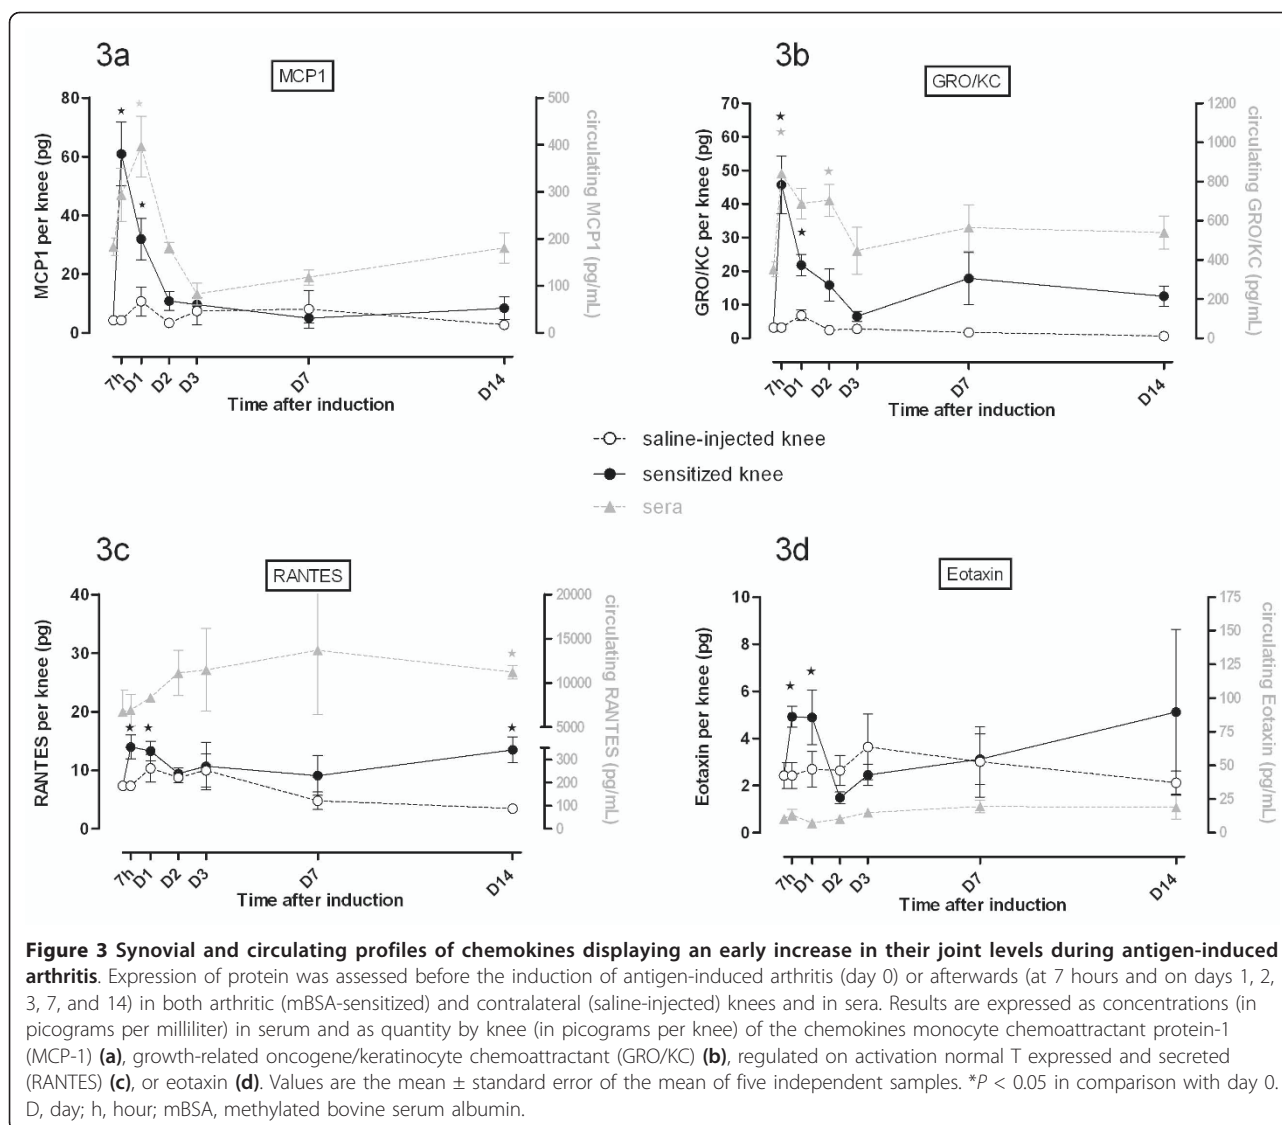 3a
MCP1
MCP1 per knee (pg)
80
60
40
20
0
500
400
300
200
100
0
circulating MCP1 (pg/mL)
★ ★ ★
7h D1 D2 D3 D7 D14
Time after induction
3b
GRO/KC
GRO/KC per knee (pg)
70
60
50
40
30
20
10
0
1200
1000
800
600
400
200
0
circulating GRO/KC (pg/mL)
★ ★ ★ ★
7h D1 D2 D3 D7 D14
Time after induction
saline-injected knee
sensitized knee
sera
3c
RANTES
RANTES per knee (pg)
40
30
20
10
0
20000
15000
10000
5000
300
200
100
0
circulating RANTES (pg/mL)
★ ★ ★ ★
7h D1 D2 D3 D7 D14
Time after induction
3d
Eotaxin
Eotaxin per knee (pg)
10
8
6
4
2
0
175
150
125
100
75
50
25
0
circulating Eotaxin (pg/mL)
★ ★
7h D1 D2 D3 D7 D14
Time after induction
Figure 3 Synovial and circulating profiles of chemokines displaying an early increase in their joint levels during antigen-induced
arthritis. Expression of protein was assessed before the induction of antigen-induced arthritis (day 0) or afterwards (at 7 hours and on days 1, 2,
3, 7, and 14) in both arthritic (mBSA-sensitized) and contralateral (saline-injected) knees and in sera. Results are expressed as concentrations (in
picograms per milliliter) in serum and as quantity by knee (in picograms per knee) of the chemokines monocyte chemoattractant protein-1
(MCP-1) (a), growth-related oncogene/keratinocyte chemoattractant (GRO/KC) (b), regulated on activation normal T expressed and secreted
(RANTES) (c), or eotaxin (d). Values are the mean ± standard error of the mean of five independent samples. *P < 0.05 in comparison with day 0.
D, day; h, hour; mBSA, methylated bovine serum albumin.